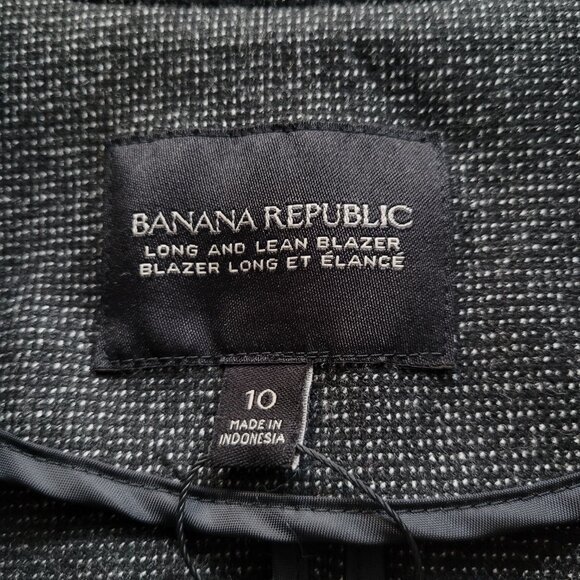 BANANA REPUBLIC
LONG AND LEAN BLAZER
BLAZER LONG ET ÉLANCÉ
10
MADE IN
INDONESIA